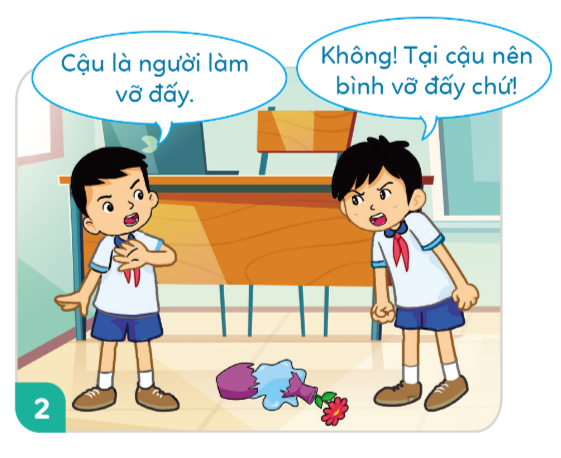 Cậu là người làm
vỡ đấy.
Không! Tại cậu nên
bình vỡ đấy chứ!
2